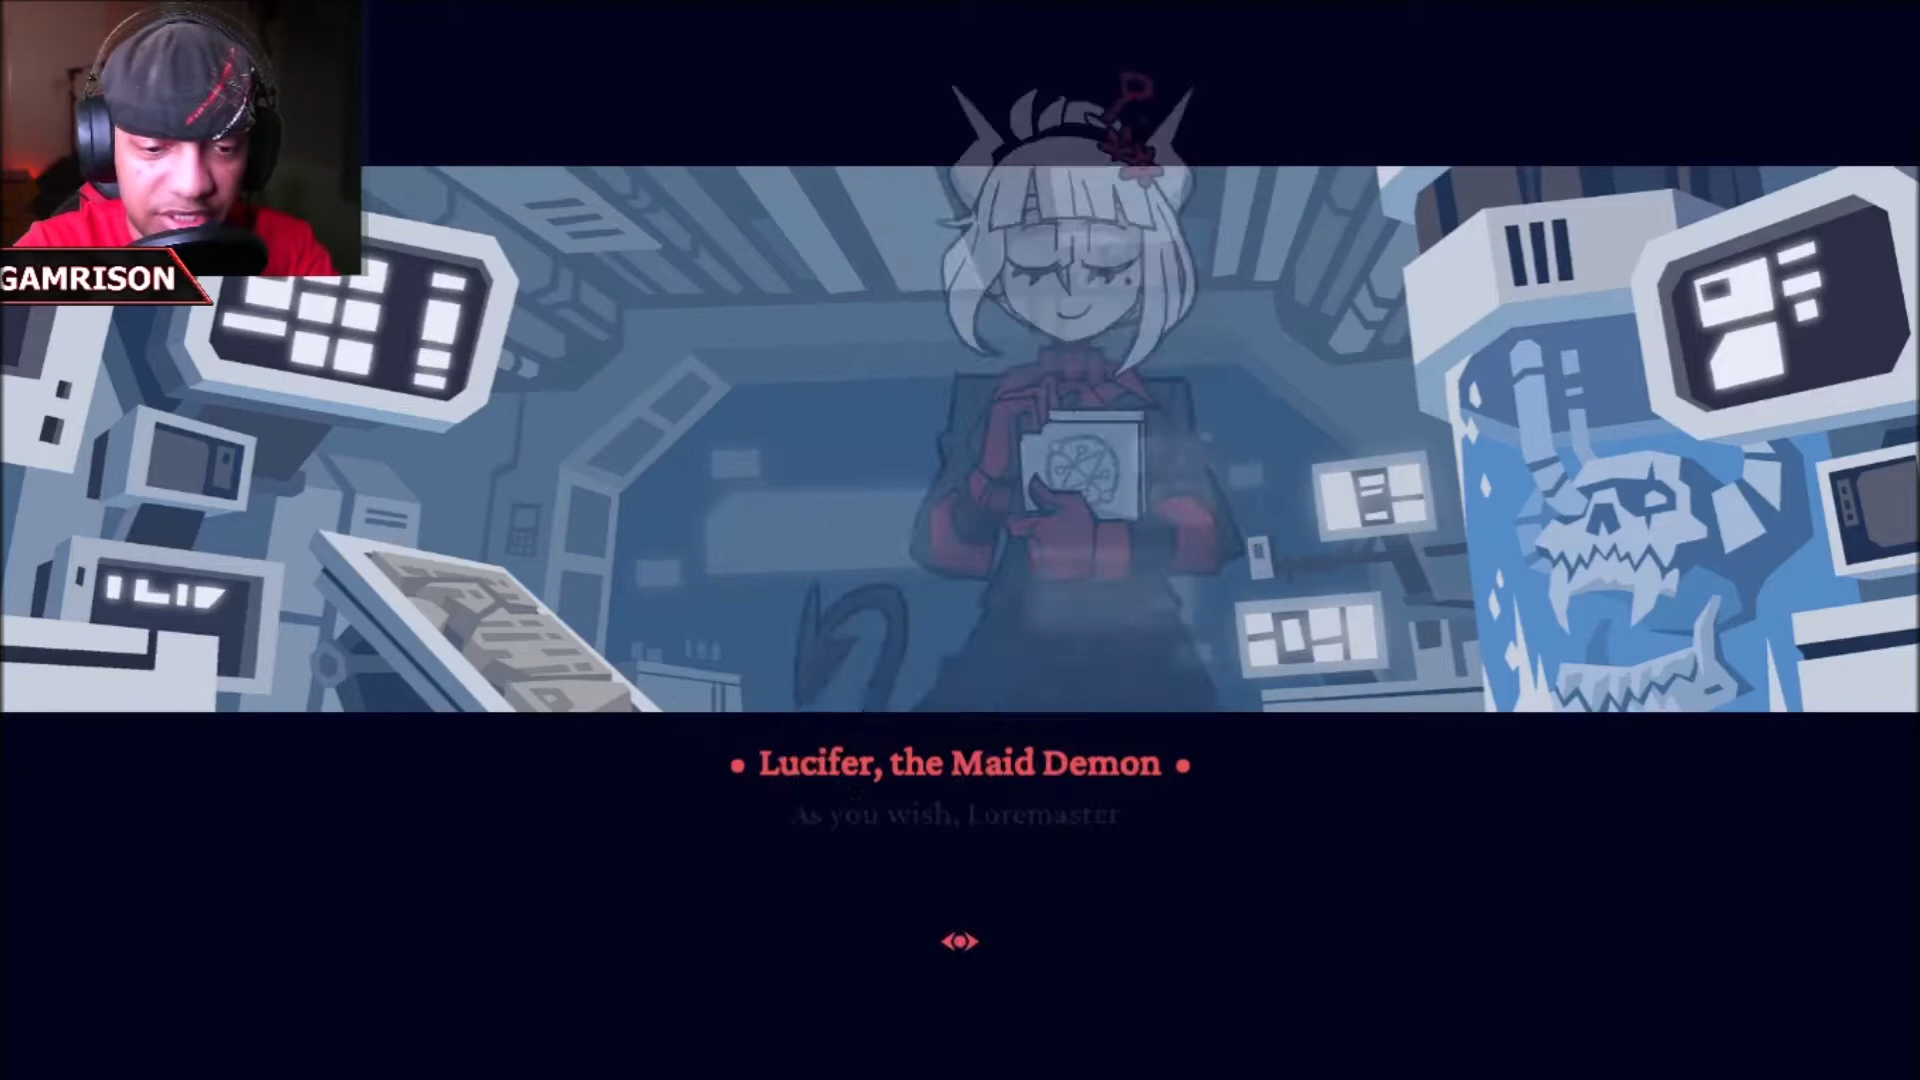 GAMRISON
• Lucifer, the Maid Demon •
As you wish, Loremaster